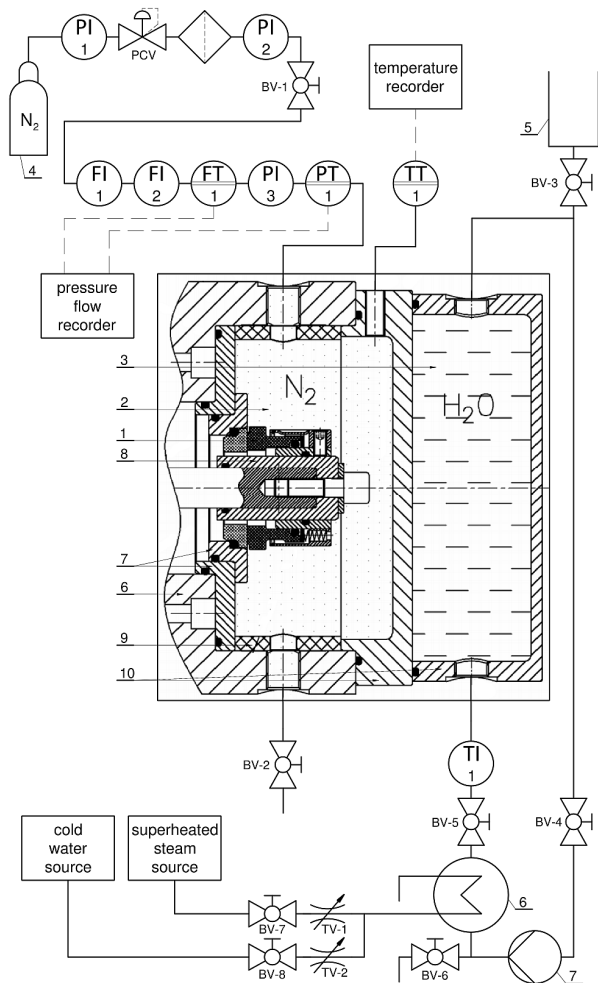 PI
1
PCV
PI
2
BV-1
N₂
4
temperature
recorder
5
BV-3
FI
1
FI
2
FT
1
PI
3
PT
1
TT
1
pressure
flow
recorder
3
2
1
8
7
6
9
10
N₂
H₂O
BV-2
TI
1
BV-5
BV-4
cold
water
source
superheated
steam
source
6
BV-7
TV-1
BV-8
TV-2
BV-6
7